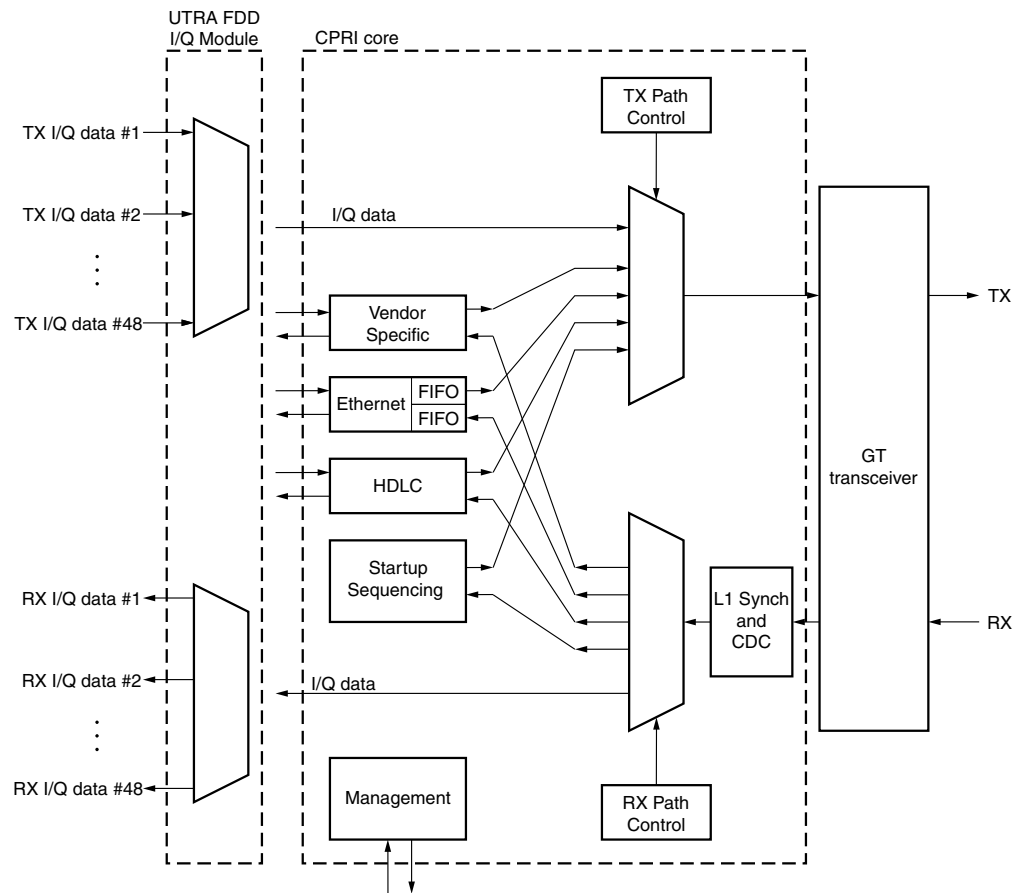 UTRA FDD
I/Q Module
CPRI core
TX Path
Control
TX I/Q data #1
TX I/Q data #2
TX I/Q data #48
I/Q data
Vendor
Specific
Ethernet
FIFO
FIFO
HDLC
Startup
Sequencing
GT
transceiver
TX
RX
L1 Synch
and
CDC
RX I/Q data #1
RX I/Q data #2
RX I/Q data #48
I/Q data
Management
RX Path
Control